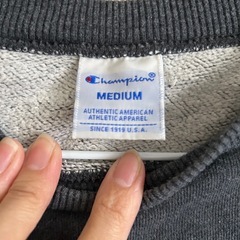 Champion
MEDIUM
AUTHENTIC AMERICAN
ATHLETIC APPAREL
SINCE 1919 U.S.A.